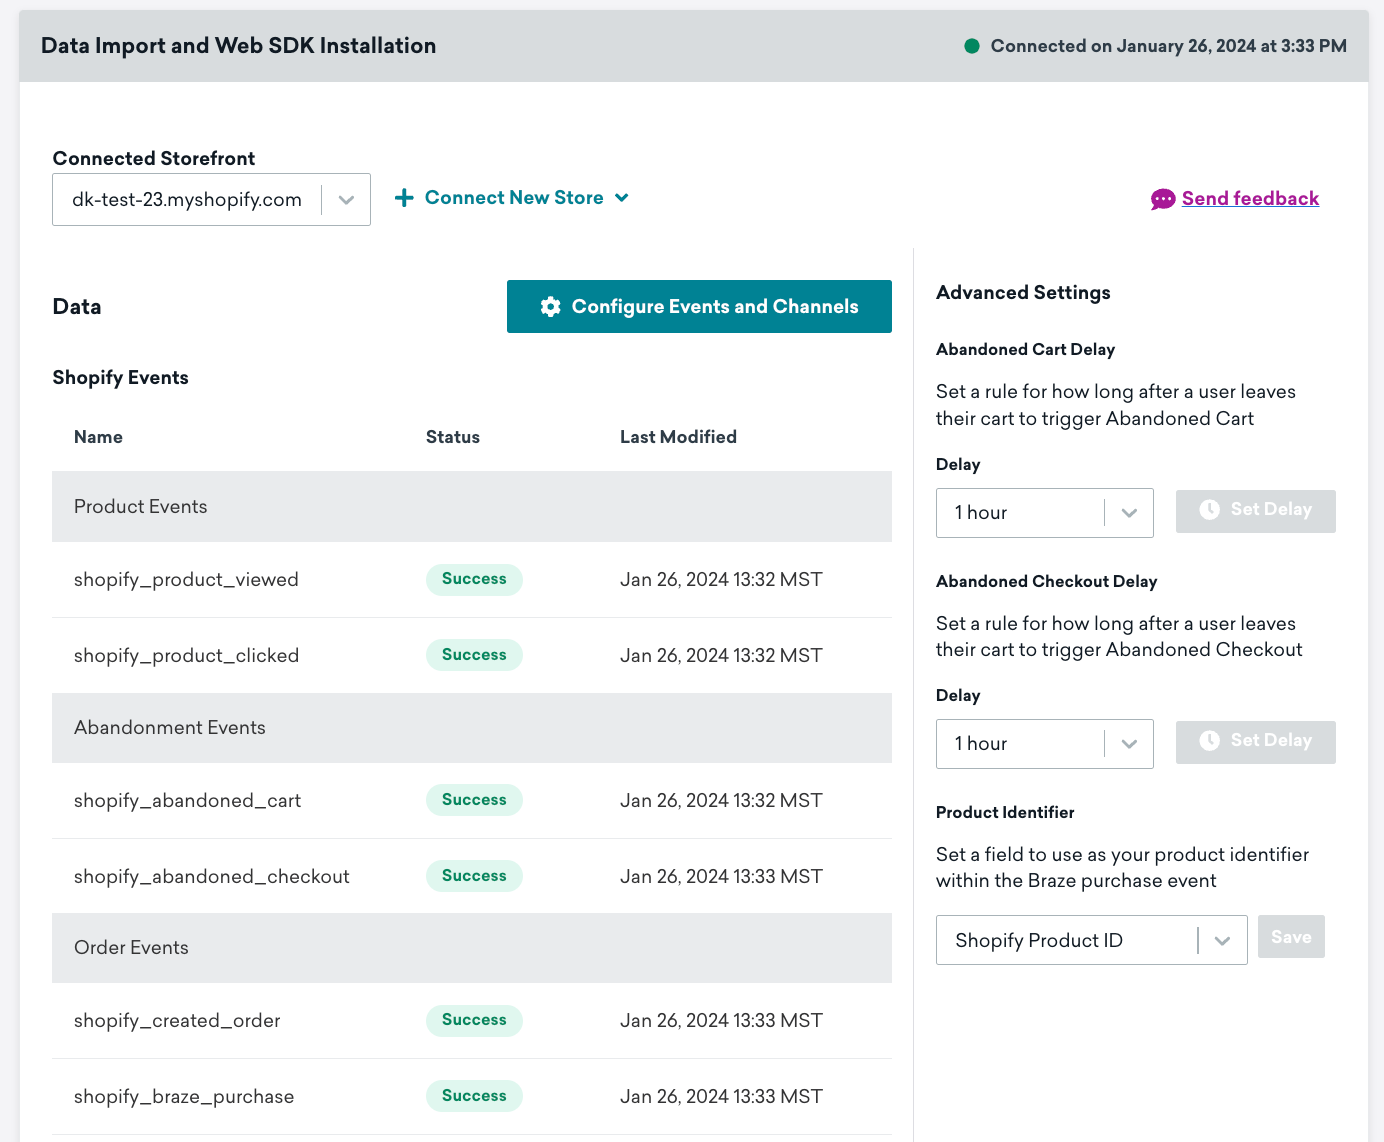 Data Import and Web SDK Installation
Connected on January 26, 2024 at 3:33 PM
Connected Storefront
dk-test-23.myshopify.com
Connect New Store
Send feedback
Data
Configure Events and Channels
Shopify Events
Name Status Last Modified
Product Events
shopify_product_viewed Success Jan 26, 2024 13:32 MST
shopify_product_clicked Success Jan 26, 2024 13:32 MST
Abandonment Events
shopify_abandoned_cart Success Jan 26, 2024 13:32 MST
shopify_abandoned_checkout Success Jan 26, 2024 13:33 MST
Order Events
shopify_created_order Success Jan 26, 2024 13:33 MST
shopify_braze_purchase Success Jan 26, 2024 13:33 MST
Advanced Settings
Abandoned Cart Delay
Set a rule for how long after a user leaves
their cart to trigger Abandoned Cart
Delay
1 hour
Set Delay
Abandoned Checkout Delay
Set a rule for how long after a user leaves
their cart to trigger Abandoned Checkout
Delay
1 hour
Set Delay
Product Identifier
Set a field to use as your product identifier
within the Braze purchase event
Shopify Product ID
Save